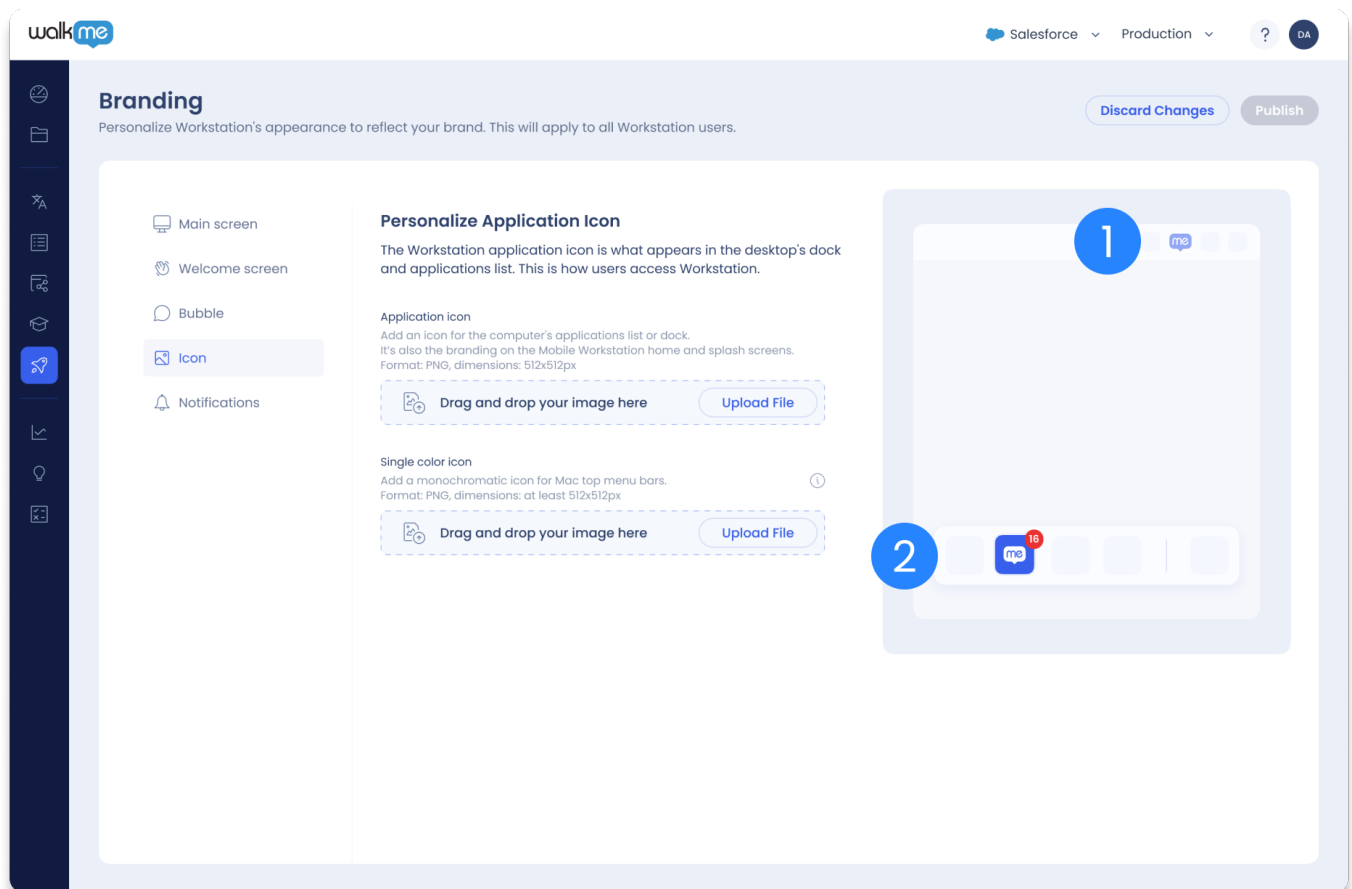 walkme
Salesforce
Production
?
DA
Branding
Personalize Workstation's appearance to reflect your brand. This will apply to all Workstation users.
Discard Changes
Publish
Main screen
Welcome screen
Bubble
Icon
Notifications
Personalize Application Icon
The Workstation application icon is what appears in the desktop's dock
and applications list. This is how users access Workstation.
Application icon
Add an icon for the computer's applications list or dock.
It's also the branding on the Mobile Workstation home and splash screens.
Format: PNG, dimensions: 512x512px
Drag and drop your image here
Upload File
Single color icon
Add a monochromatic icon for Mac top menu bars.
Format: PNG, dimensions: at least 512x512px
Drag and drop your image here
Upload File
1
me
2
me
16